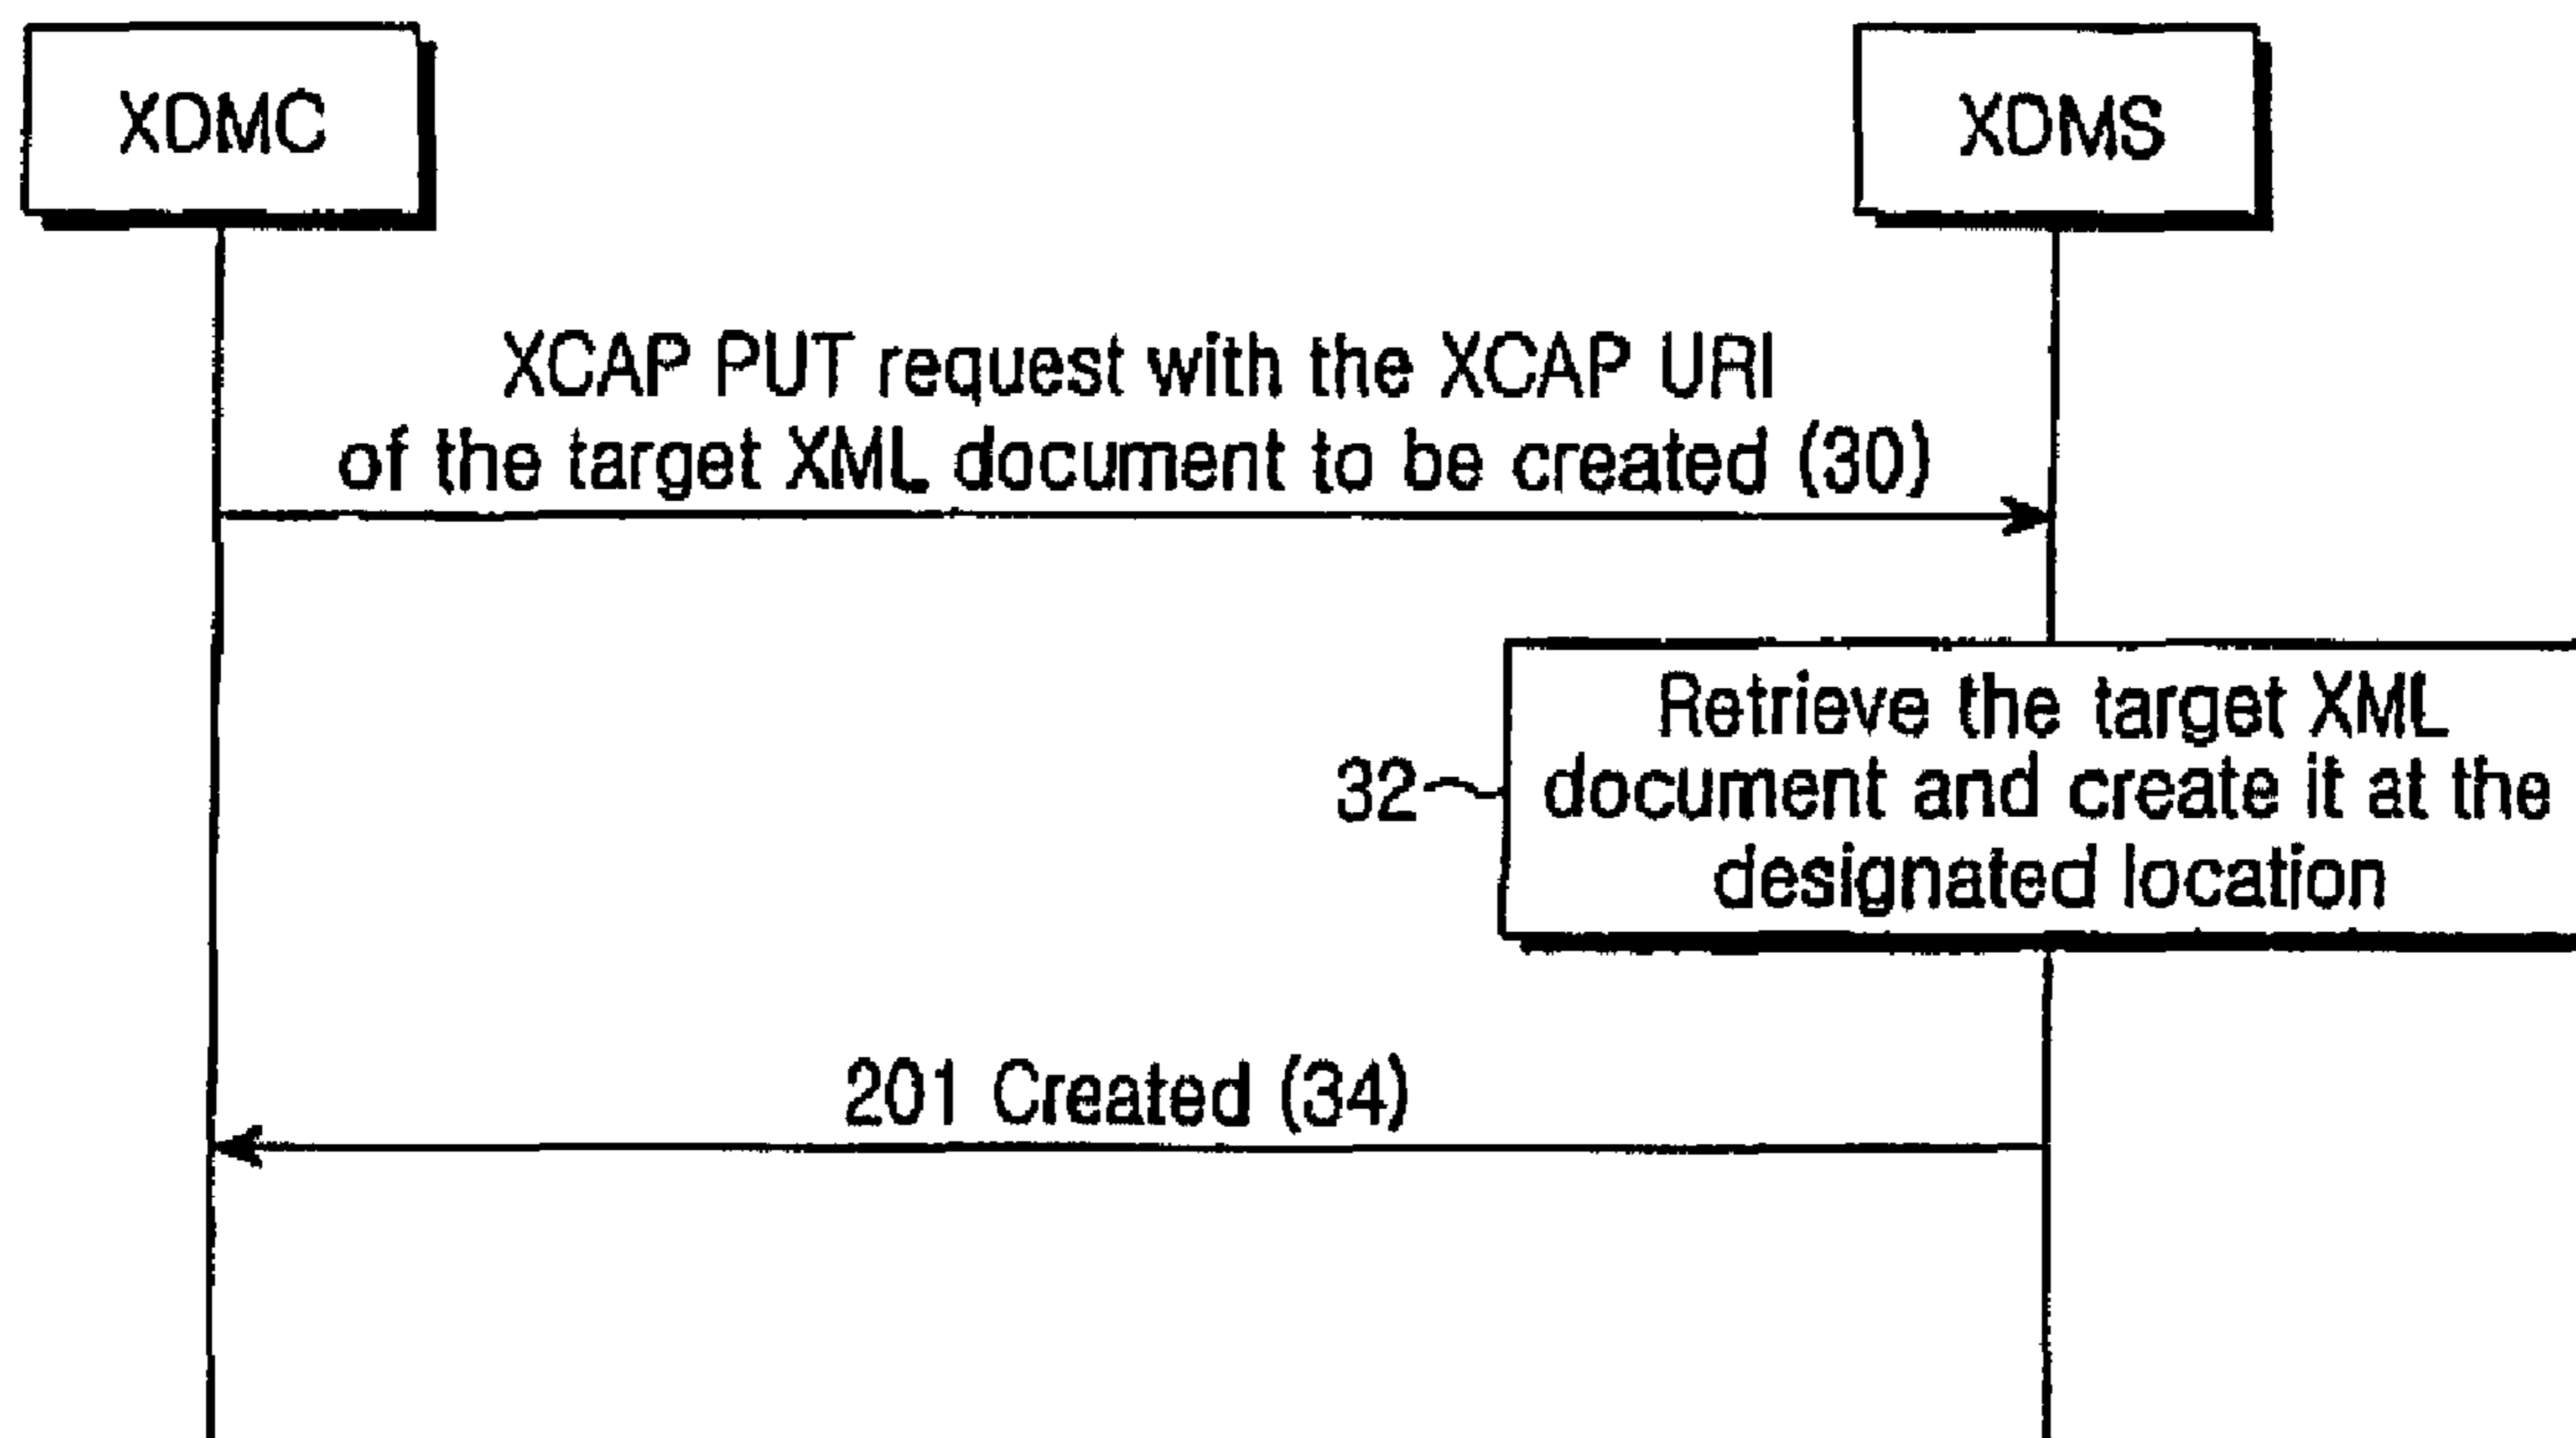 XDMC
XDMS
XCAP PUT request with the XCAP URI
of the target XML document to be created (30)
Retrieve the target XML
32 document and create it at the
designated location
201 Created (34)